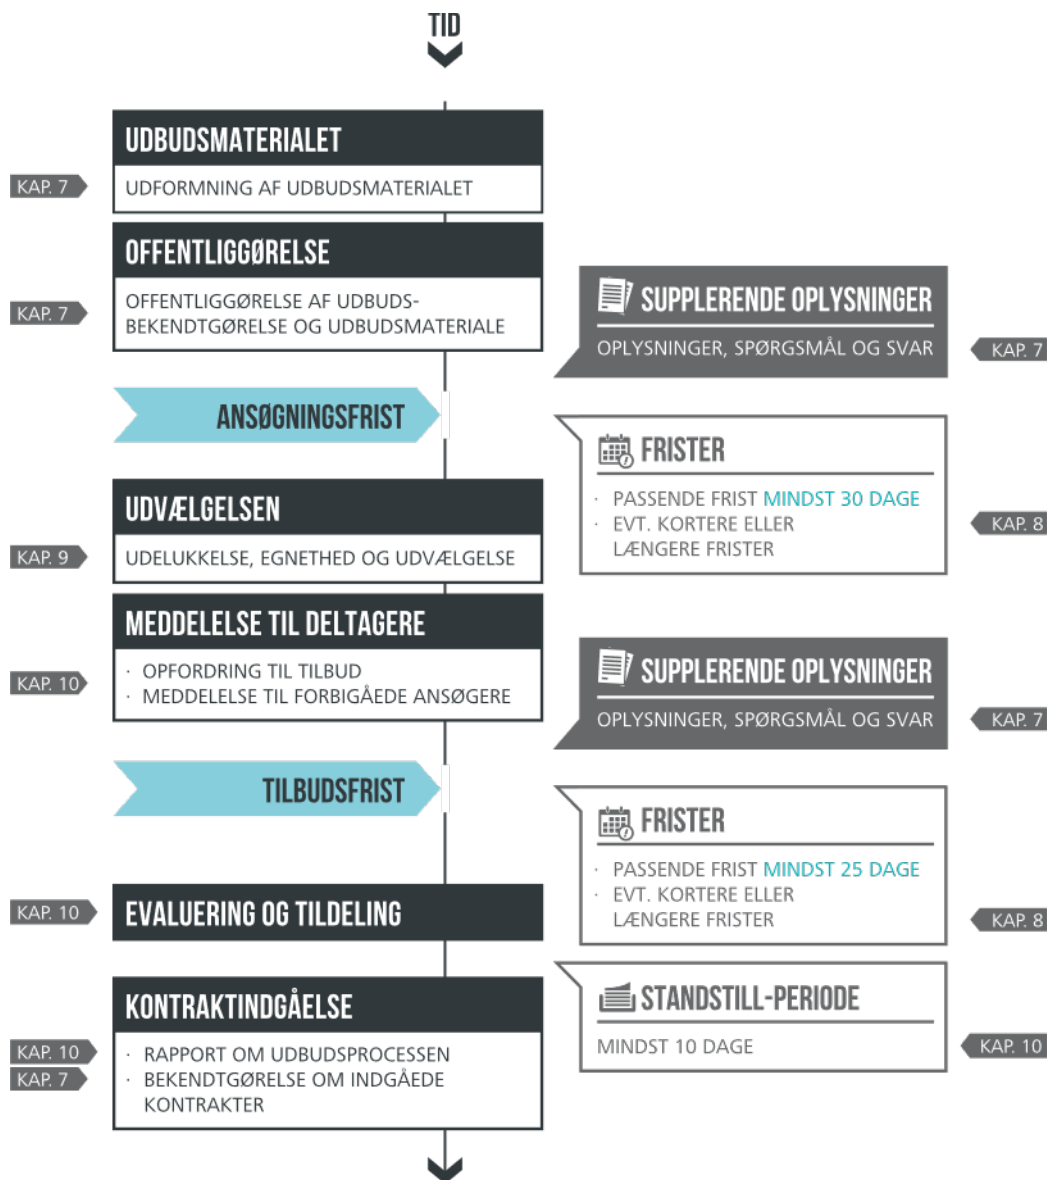 TID
UDBUDSMATERIALET
KAP. 7
UDFORMNING AF UDBUDSMATERIALET
OFFENTLIGGØRELSE
KAP. 7
OFFENTLIGGØRELSE AF UDBUDS-
BEKENDTGØRELSE OG UDBUDSMATERIALE
SUPPLERENDE OPLYSNINGER
OPLYSNINGER, SPØRGSMÅL OG SVAR
KAP. 7
ANSØGNINGSFRIST
FRISTER
· PASSENDE FRIST MINDST 30 DAGE
· EVT. KORTERE ELLER
LÆNGERE FRISTER
KAP. 8
UDVÆLGELSEN
KAP. 9
UDELUKKELSE, EGNETHED OG UDVÆLGELSE
MEDDELELSE TIL DELTAGERE
KAP. 10
· OPFORDRING TIL TILBUD
· MEDDELELSE TIL FORBIGÅEDE ANSØGERE
SUPPLERENDE OPLYSNINGER
OPLYSNINGER, SPØRGSMÅL OG SVAR
KAP. 7
TILBUDSFRIST
FRISTER
· PASSENDE FRIST MINDST 25 DAGE
· EVT. KORTERE ELLER
LÆNGERE FRISTER
KAP. 8
KAP. 10
EVALUERING OG TILDELING
STANDSTILL-PERIODE
MINDST 10 DAGE
KAP. 10
KONTRAKTINDGÅELSE
KAP. 10
KAP. 7
· RAPPORT OM UDBUDSPROCESSEN
· BEKENDTGØRELSE OM INDGÅEDE
KONTRAKTER